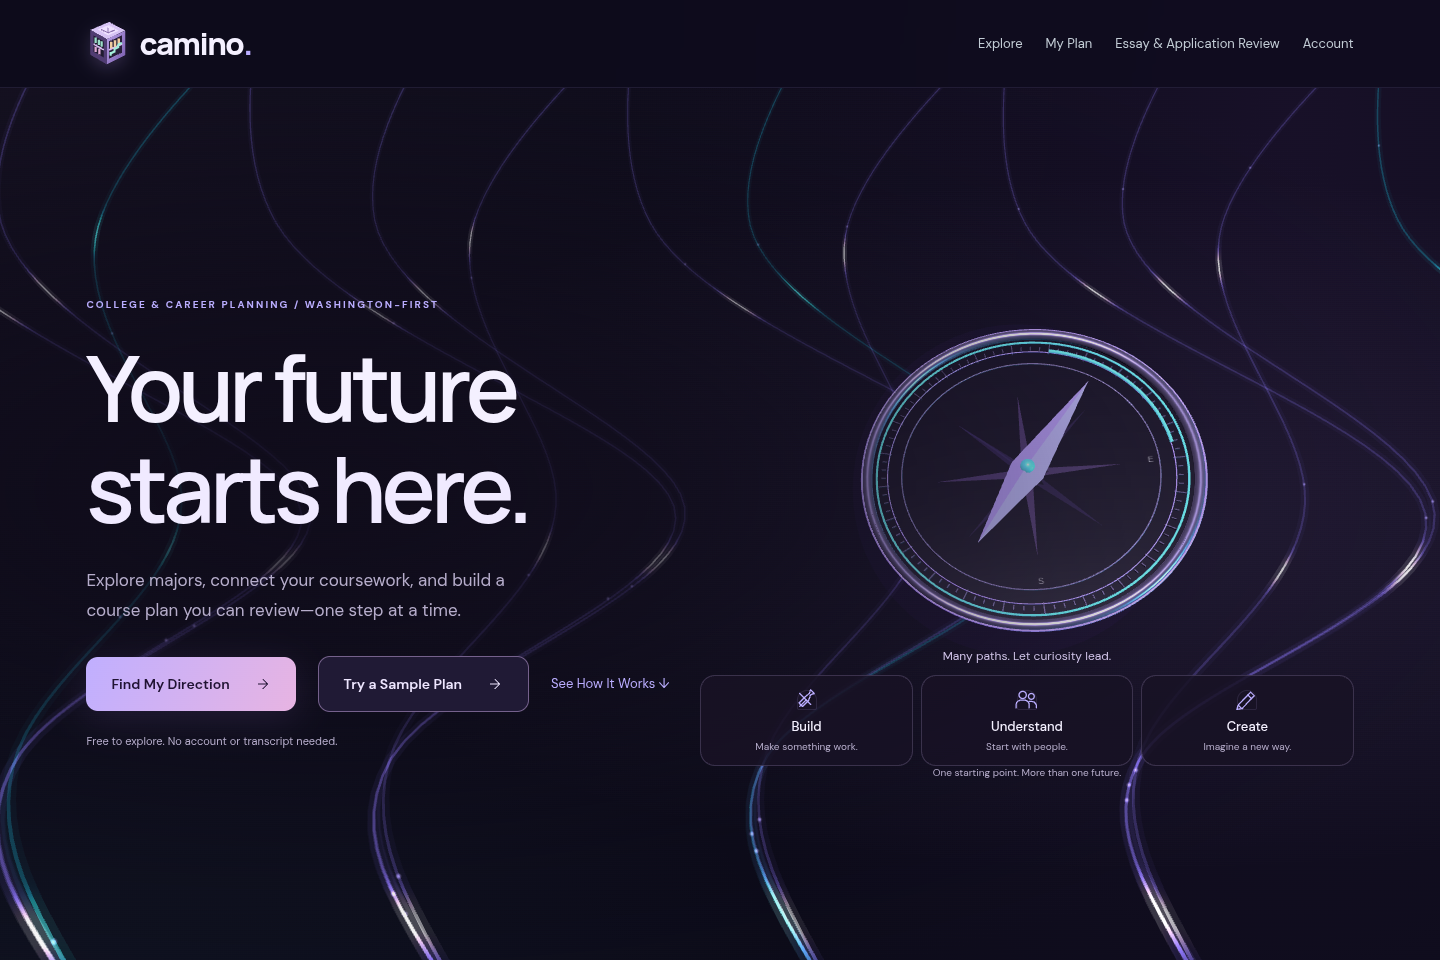 camino.
Explore
My Plan
Essay & Application Review
Account
COLLEGE & CAREER PLANNING / WASHINGTON-FIRST
Your future
starts here.
Explore majors, connect your coursework, and build a
course plan you can review—one step at a time.
Find My Direction →
Try a Sample Plan →
See How It Works ↓
Free to explore. No account or transcript needed.
E
S
Many paths. Let curiosity lead.
Build
Make something work.
Understand
Start with people.
Create
Imagine a new way.
One starting point. More than one future.